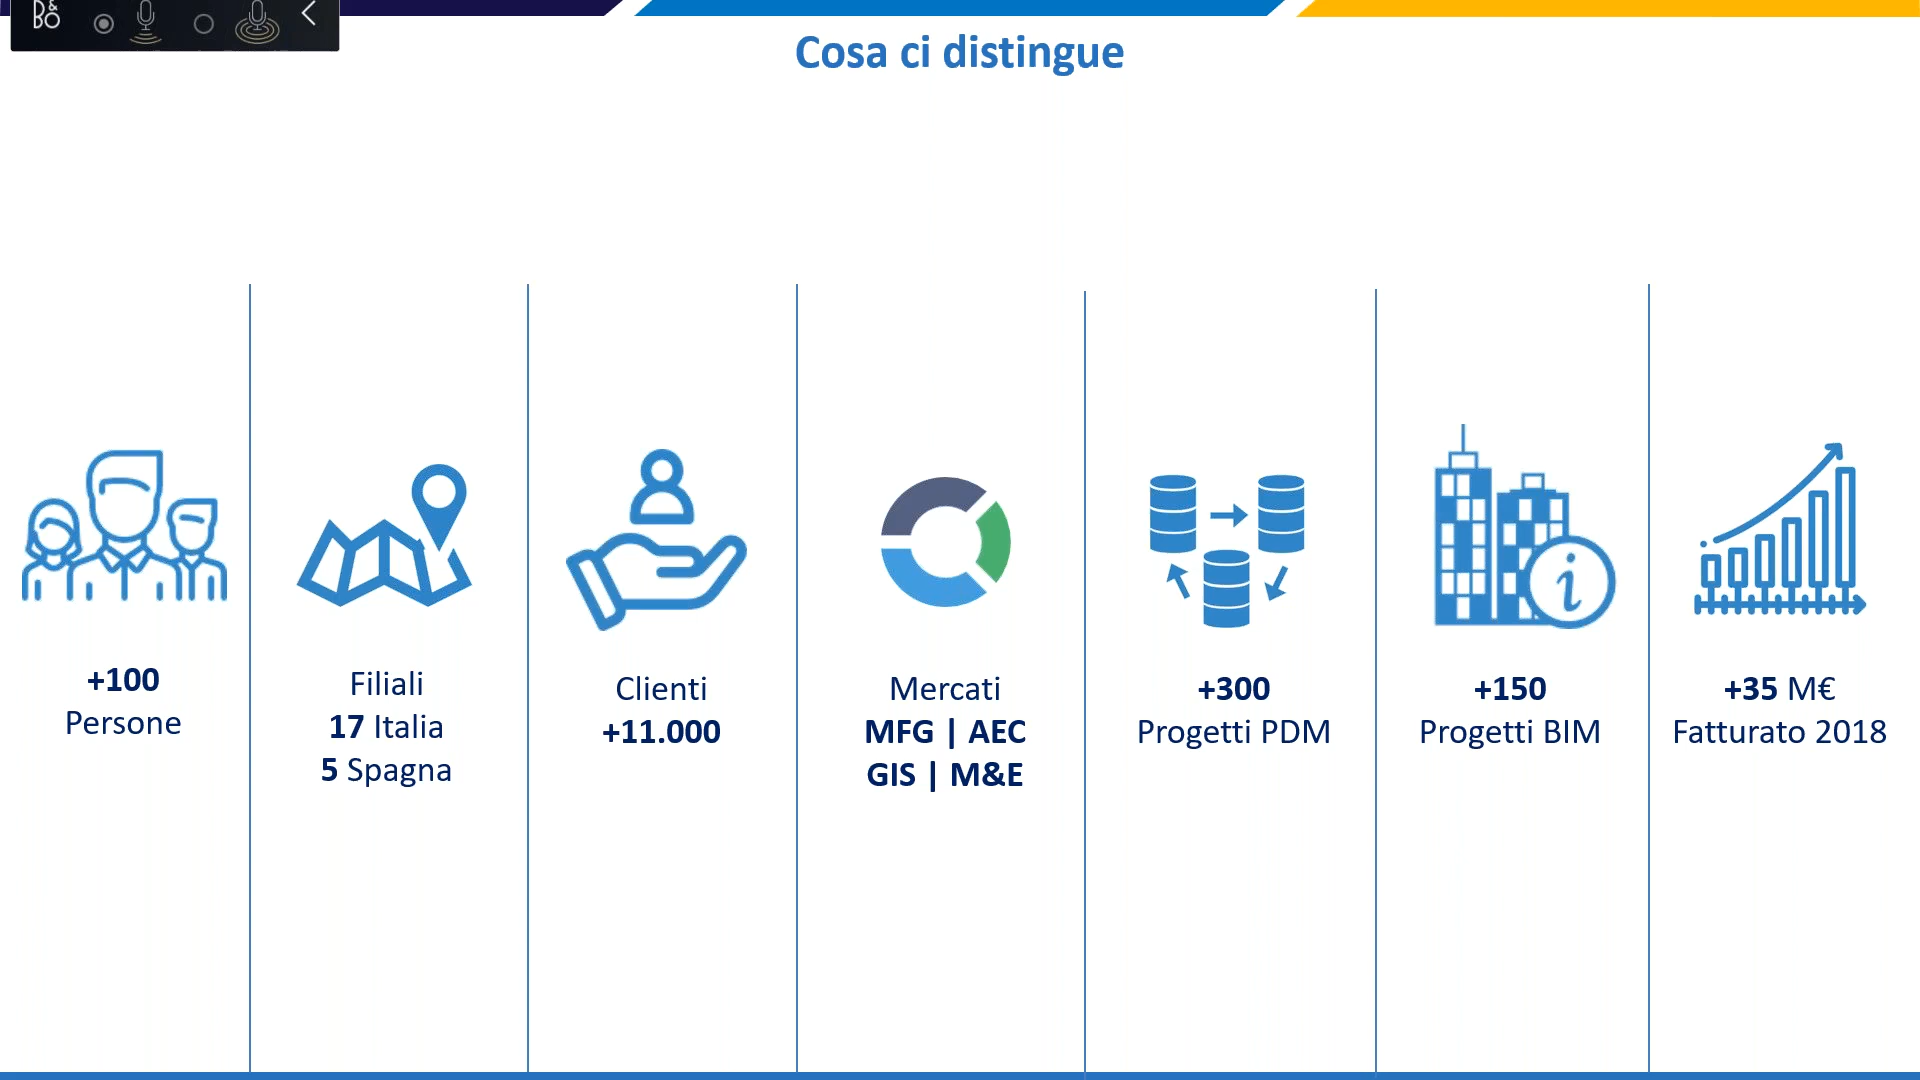 B&O
Cosa ci distingue
+100
Persone
Filiali
17 Italia
5 Spagna
Clienti
+11.000
Mercati
MFG | AEC
GIS | M&E
+300
Progetti PDM
i
+150
Progetti BIM
+35 M€
Fatturato 2018